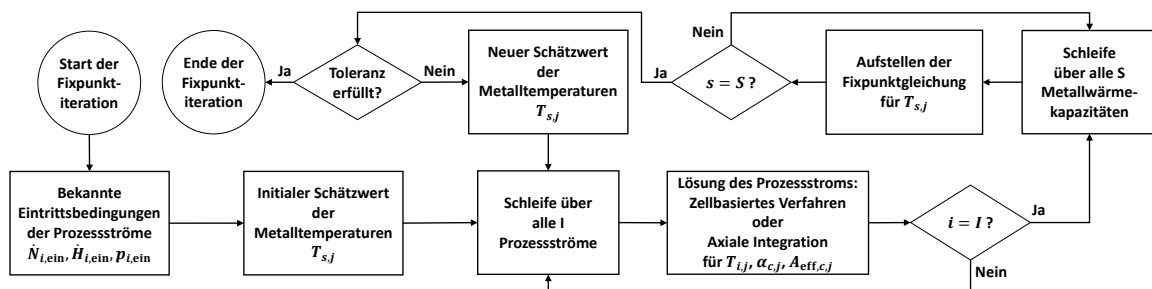 Start der
Fixpunkt-
iteration
Ende der
Fixpunkt-
iteration
Ja
Toleranz
erfüllt?
Nein
Neuer Schätzwert
der
Metalltemperaturen
T_{s,j}
Ja
s = S ?
Nein
Aufstellen der
Fixpunktgleichung
für T_{s,j}
Schleife
über alle S
Metallwärme-
kapazitäten
Bekannte
Eintrittsbedingungen
der Prozessströme
Ṅ_{i,ein}, Ḣ_{i,ein}, p_{i,ein}
Initialer Schätzwert
der
Metalltemperaturen
T_{s,j}
Schleife über
alle I
Prozessströme
Lösung des Prozessstroms:
Zellbasiertes Verfahren
oder
Axiale Integration
für T_{i,j}, α_{c,j}, A_{eff,c,j}
i = I ?
Ja
Nein